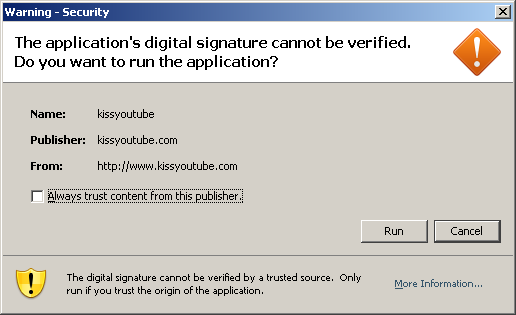 Warning - Security
The application's digital signature cannot be verified.
Do you want to run the application?
Name: kissyoutube
Publisher: kissyoutube.com
From: http://www.kissyoutube.com
Always trust content from this publisher.
Run Cancel
The digital signature cannot be verified by a trusted source. Only
run if you trust the origin of the application.
More Information...